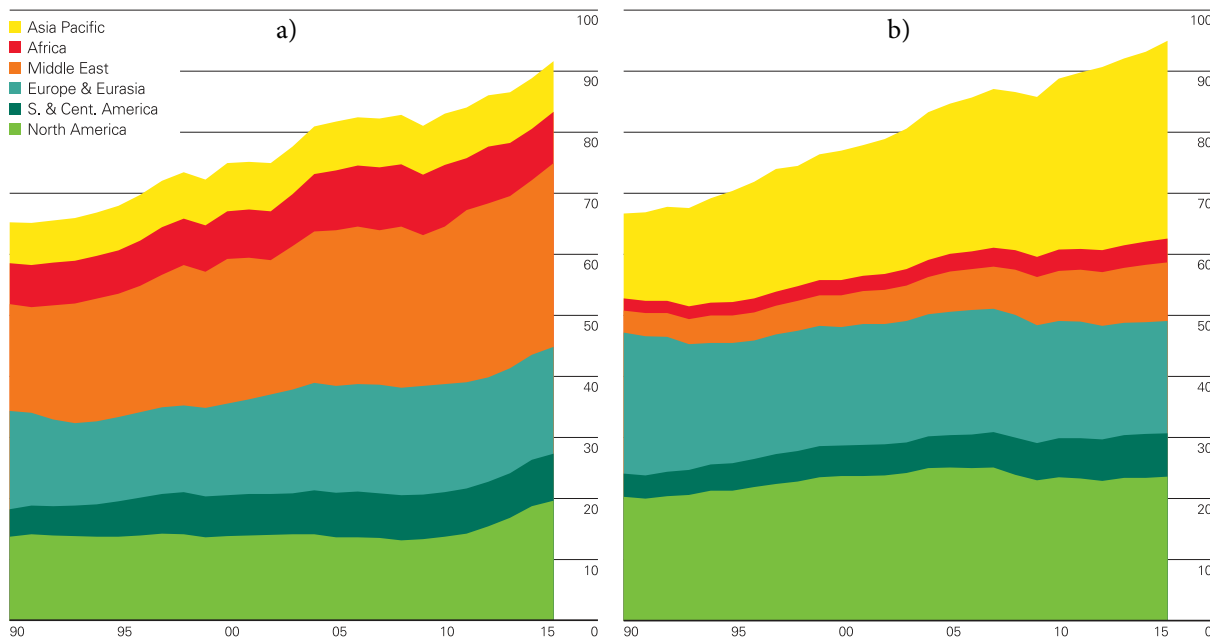 Asia Pacific
Africa
Middle East
Europe & Eurasia
S. & Cent. America
North America
a)
100
90
80
70
60
50
40
30
20
10
0
90 95 00 05 10 15
b)
100
90
80
70
60
50
40
30
20
10
0
90 95 00 05 10 15